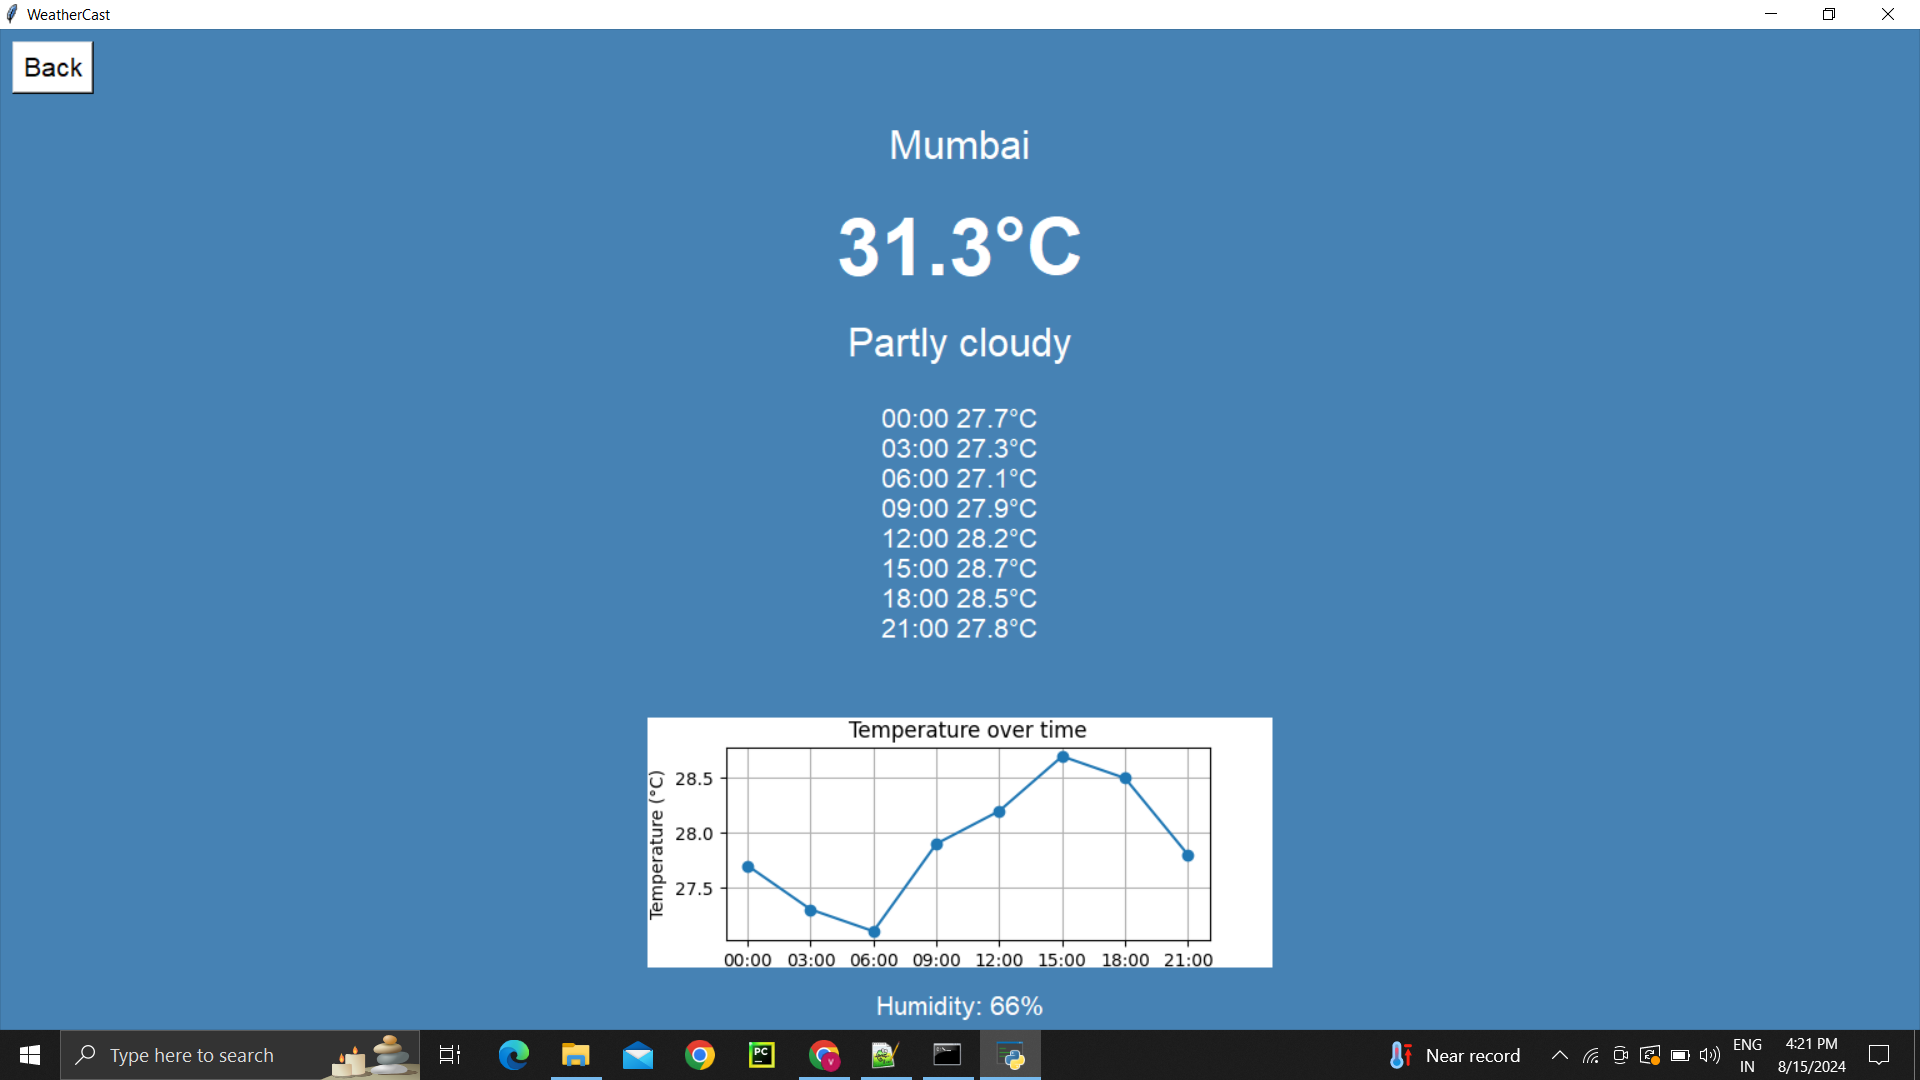 WeatherCast
Back
Mumbai
31.3°C
Partly cloudy
00:00 27.7°C
03:00 27.3°C
06:00 27.1°C
09:00 27.9°C
12:00 28.2°C
15:00 28.7°C
18:00 28.5°C
21:00 27.8°C
Temperature over time
Temperature (°C)
28.5
28.0
27.5
00:00 03:00 06:00 09:00 12:00 15:00 18:00 21:00
Humidity: 66%
Type here to search
PC
V
Near record
ENG
IN
4:21 PM
8/15/2024